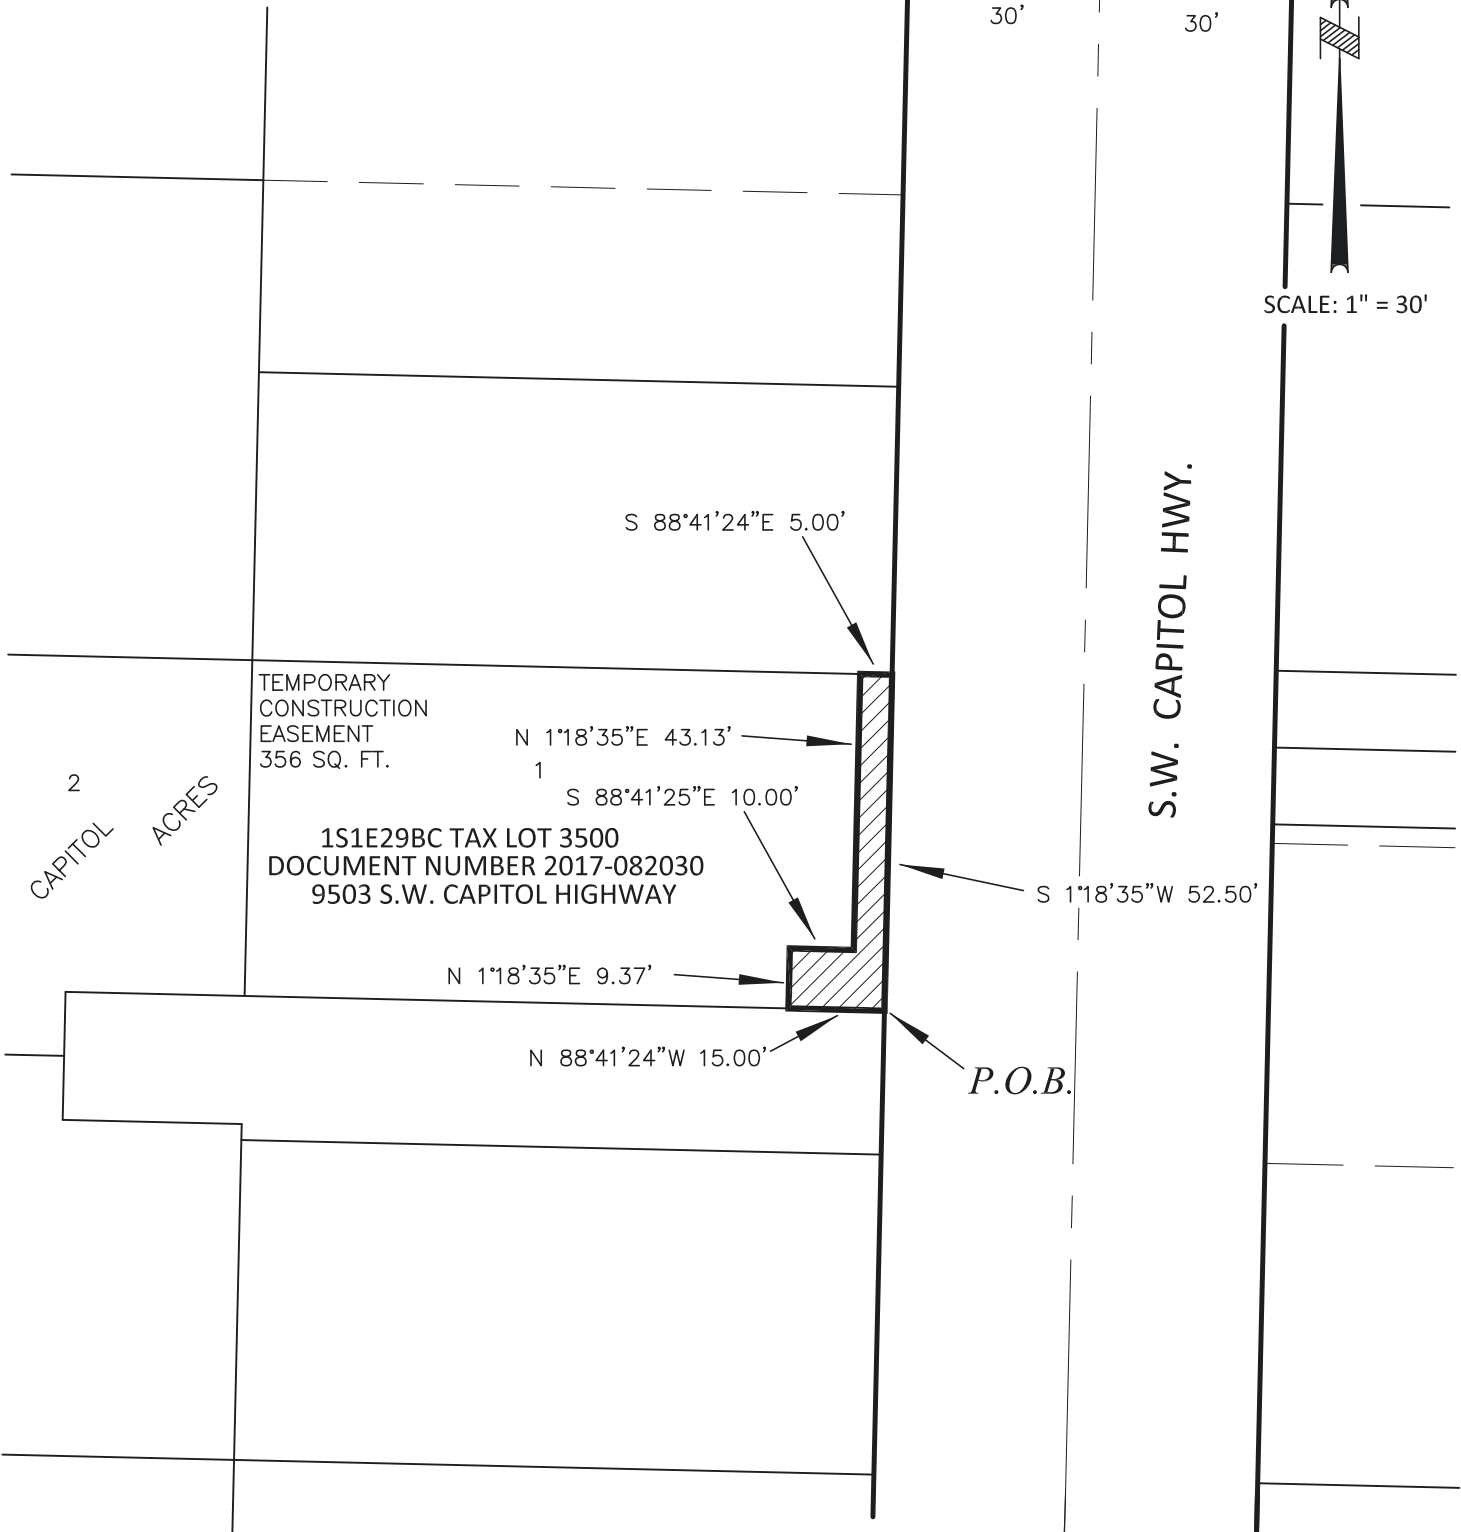 30'
30'
SCALE: 1" = 30'
S.W. CAPITOL HWY.
S 88°41'24"E 5.00'
TEMPORARY
CONSTRUCTION
EASEMENT
356 SQ. FT.
N 1°18'35"E 43.13'
1
2
S 88°41'25"E 10.00'
CAPITOL ACRES
1S1E29BC TAX LOT 3500
DOCUMENT NUMBER 2017-082030
9503 S.W. CAPITOL HIGHWAY
S 1°18'35"W 52.50'
N 1°18'35"E 9.37'
N 88°41'24"W 15.00'
P.O.B.